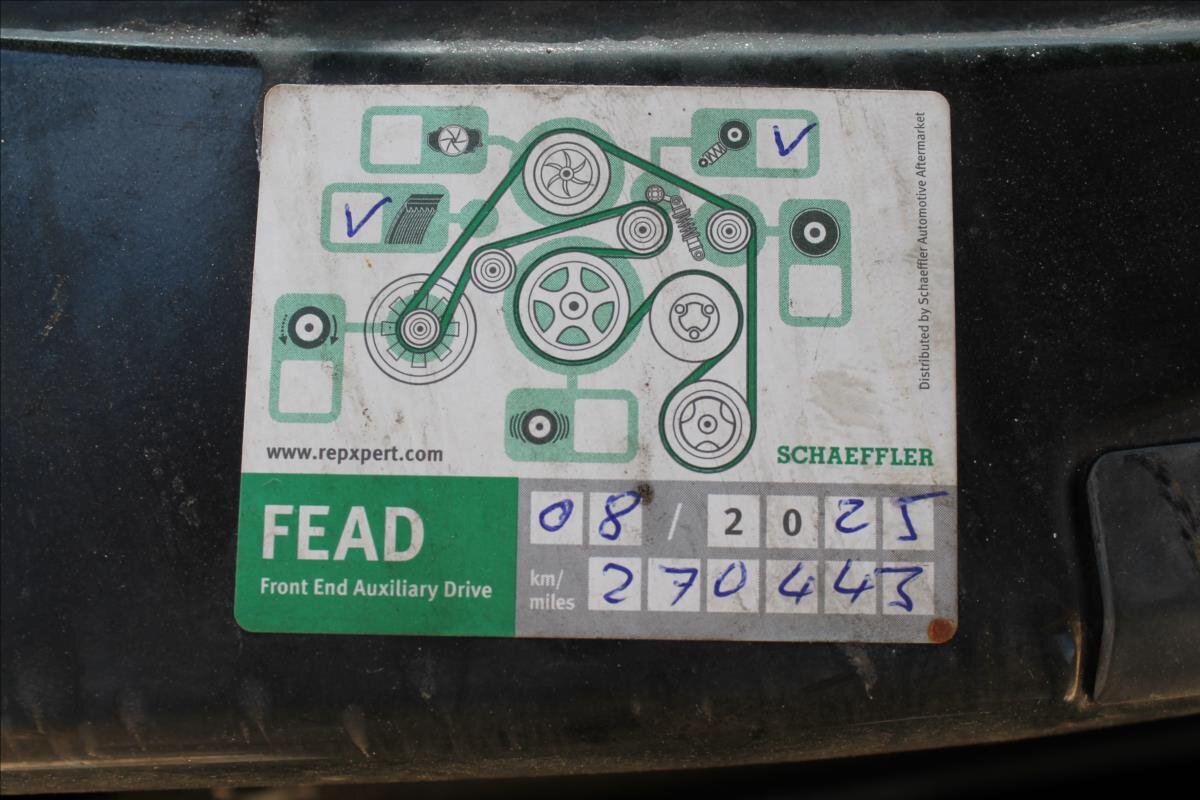 Distributed by Schaeffler Automotive Aftermarket
www.repxpert.com
SCHAEFFLER
FEAD
Front End Auxiliary Drive
08/2025
km/
miles
270443